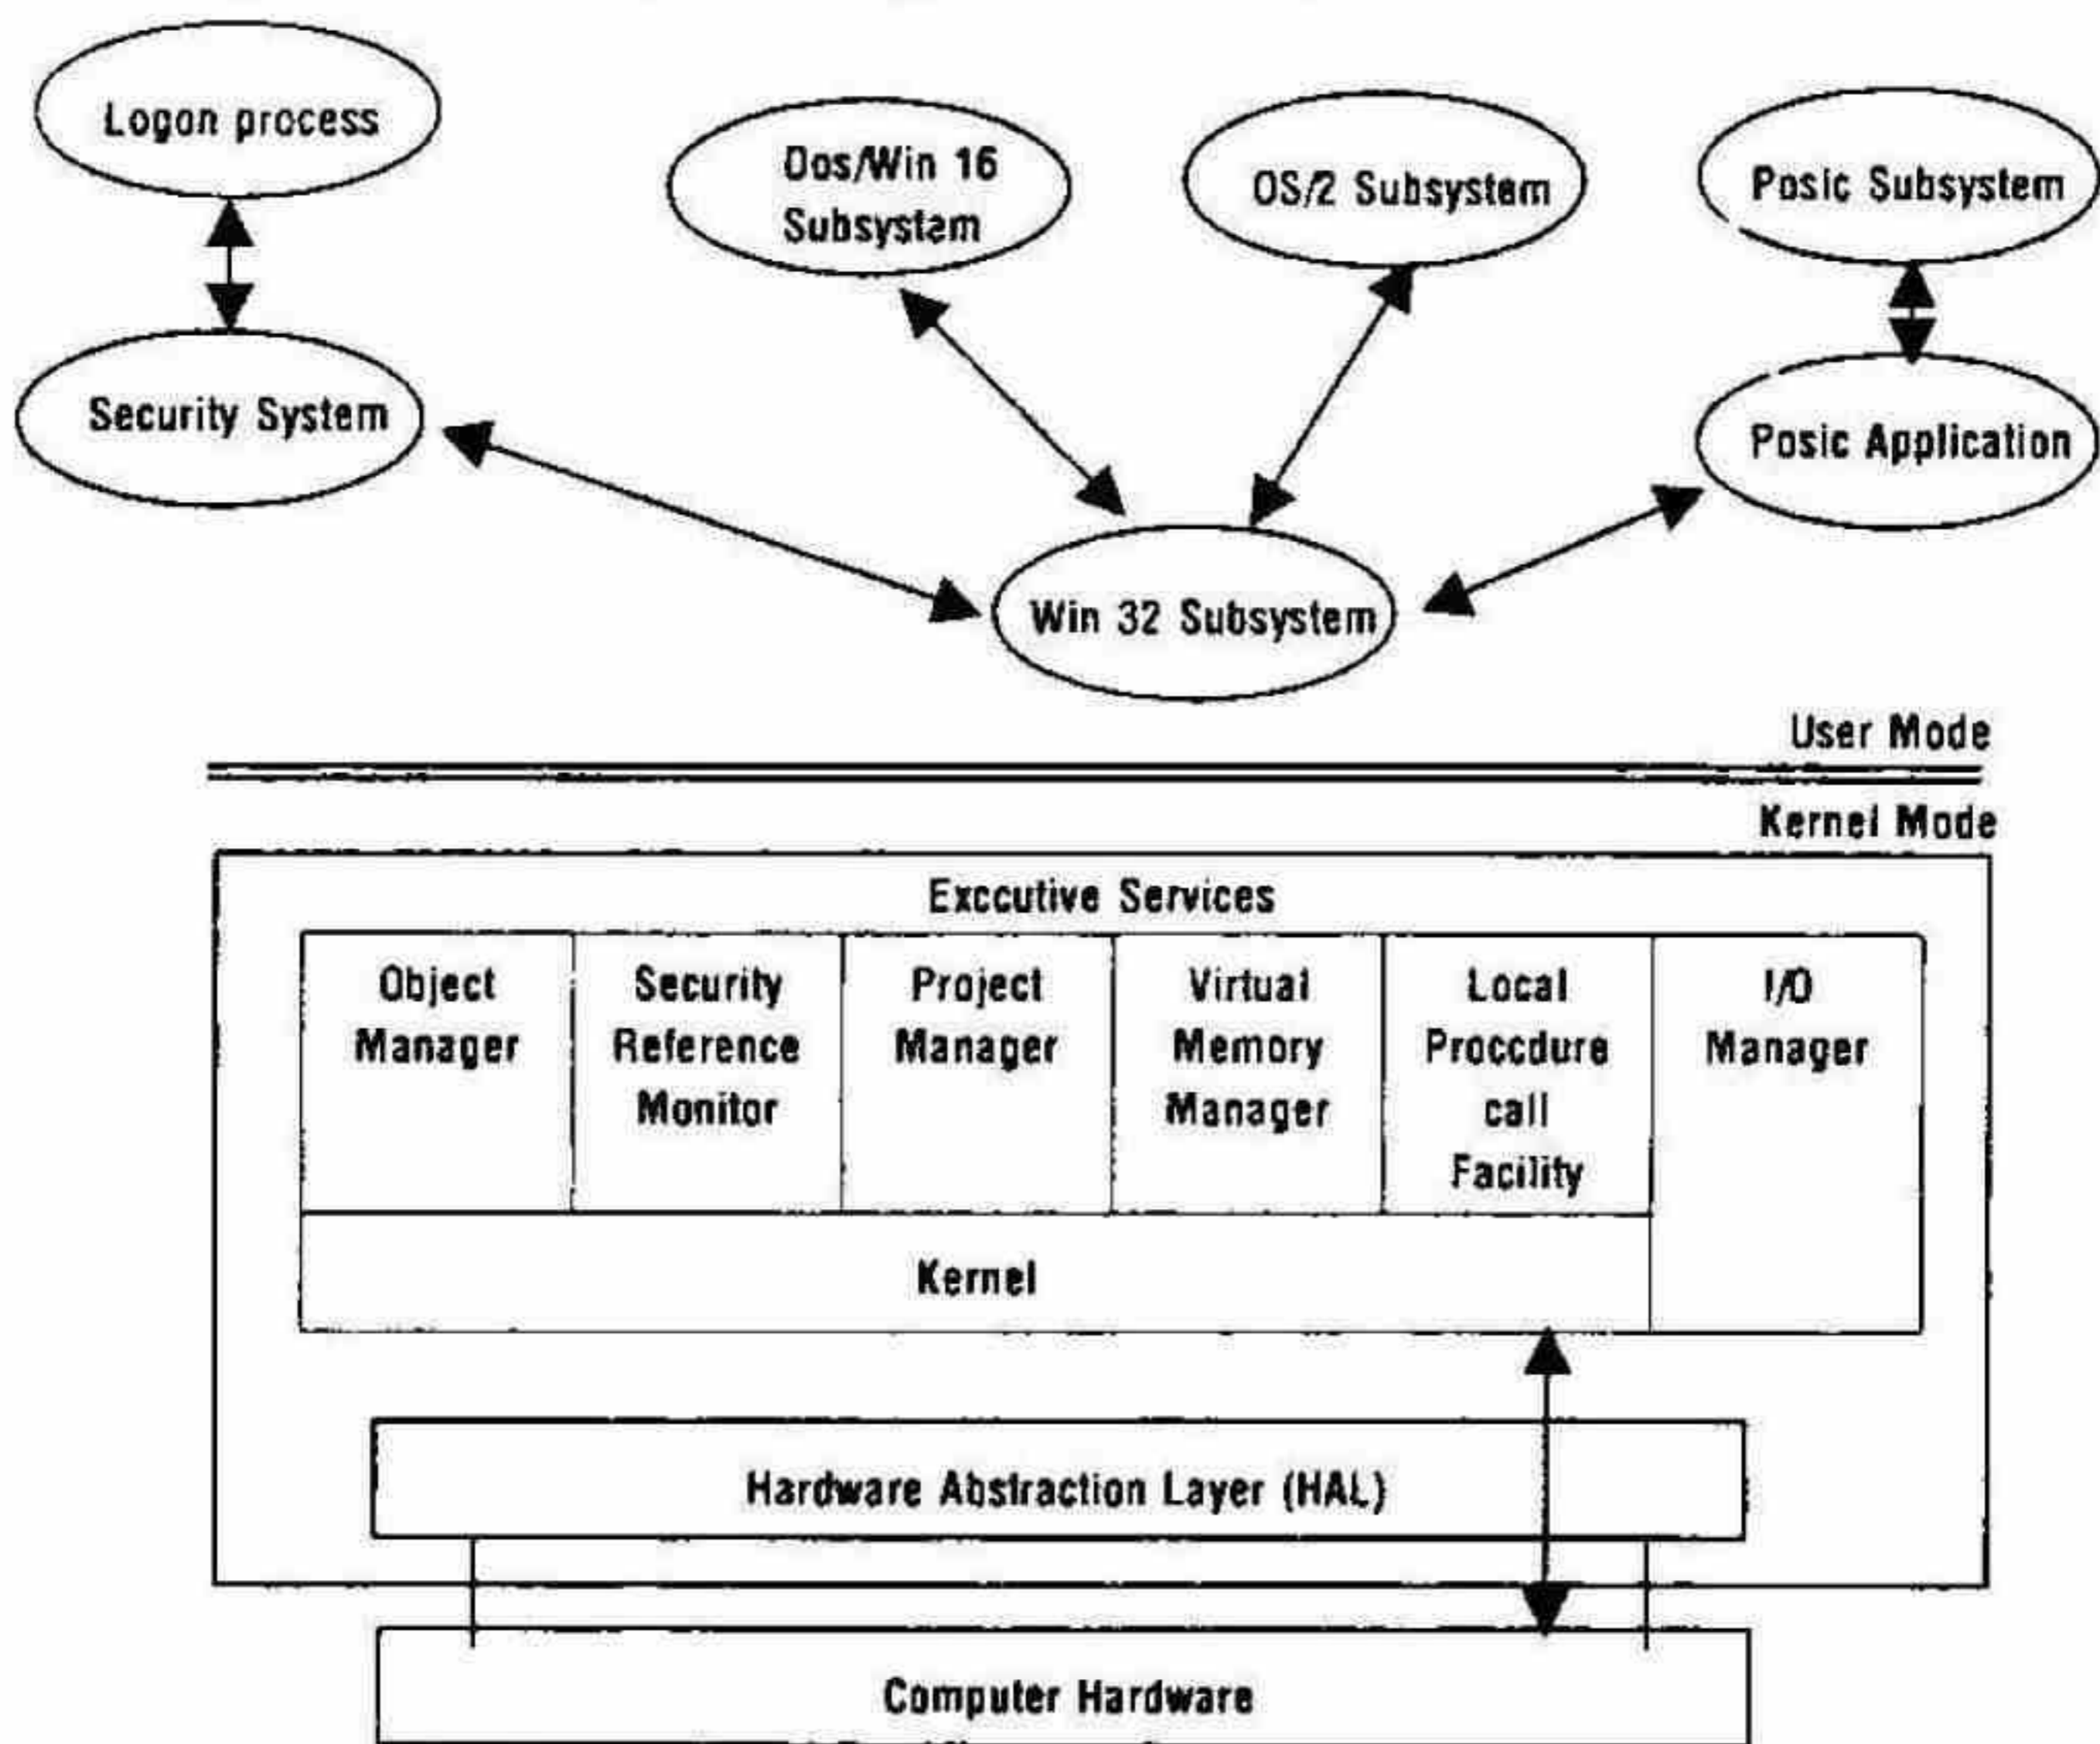 Logon process
Dos/Win 16
Subsystem
OS/2 Subsystem
Posic Subsystem
Security System
Posic Application
Win 32 Subsystem
User Mode
Kernel Mode
Exccutive Services
Object
Manager
Security
Reference
Monitor
Project
Manager
Virtual
Memory
Manager
Local
Proccdure
call
Facility
I/O
Manager
Kernel
Hardware Abstraction Layer (HAL)
Computer Hardware